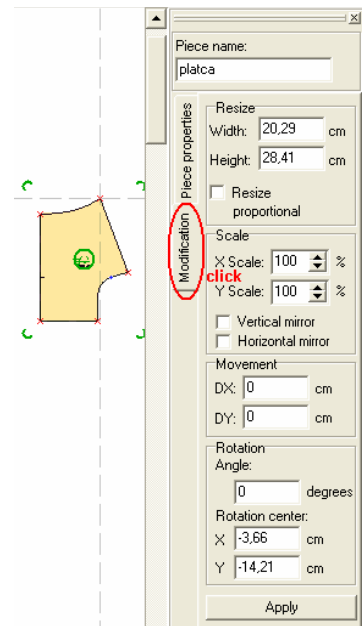 Piece name:
platca
Piece properties
Modification
click
Resize
Width: 20,29 cm
Height: 28,41 cm
Resize
proportional
Scale
X Scale: 100 %
Y Scale: 100 %
Vertical mirror
Horizontal mirror
Movement
DX: 0 cm
DY: 0 cm
Rotation
Angle:
0 degrees
Rotation center:
X -3,66 cm
Y -14,21 cm
Apply